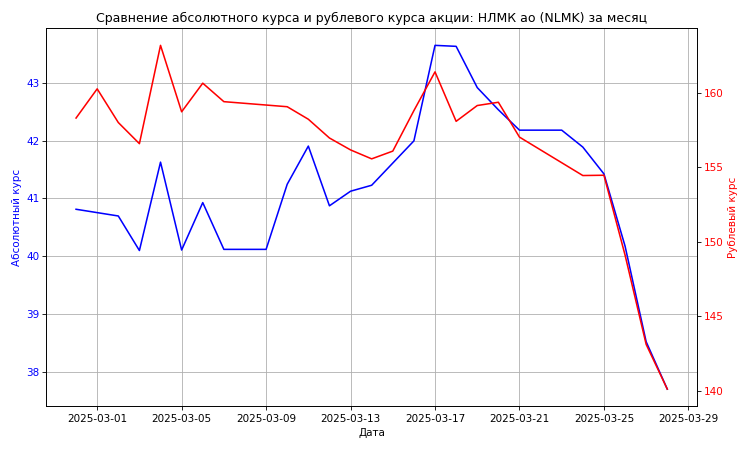 Сравнение абсолютного курса и рублевого курса акции: НЛМК ао (NLMK) за месяц
Абсолютный курс
43
42
41
40
39
38
Рублевый курс
160
155
150
145
140
2025-03-01 2025-03-05 2025-03-09 2025-03-13 2025-03-17 2025-03-21 2025-03-25 2025-03-29
Дата